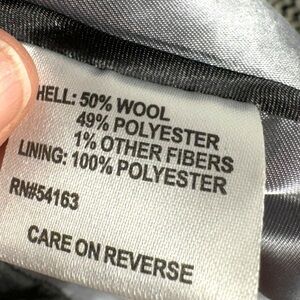 HELL: 50% WOOL
49% POLYESTER
1% OTHER FIBERS
LINING: 100% POLYESTER
RN#54163
CARE ON REVERSE